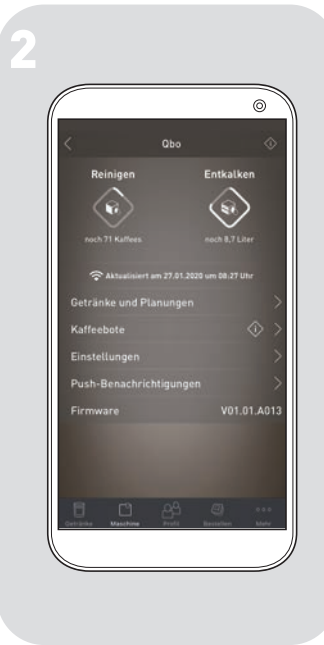 2
Qbo
Reinigen Entkalken
noch 71 Kaffees noch 8,7 Liter
Aktualisiert am 27.01.2020 um 08:27 Uhr
Getränke und Planungen
Kaffeebote
Einstellungen
Push-Benachrichtigungen
Firmware V01.01.A013
Getränke Maschine Profil Bestellen Mehr